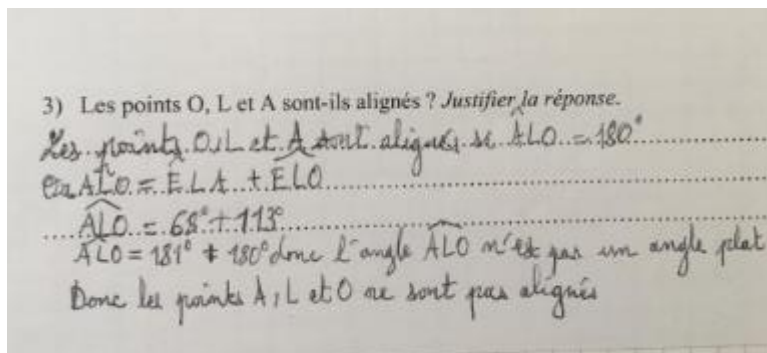 3) Les points O, L et A sont-ils alignés ? Justifier la réponse.
Les points O, L et A sont alignés si ALO = 180°
ALO = ELA + ELO
ALO = 68° + 113°
ALO = 181° ≠ 180° donc l'angle ALO n'est pas un angle plat
Donc les points A, L et O ne sont pas alignés